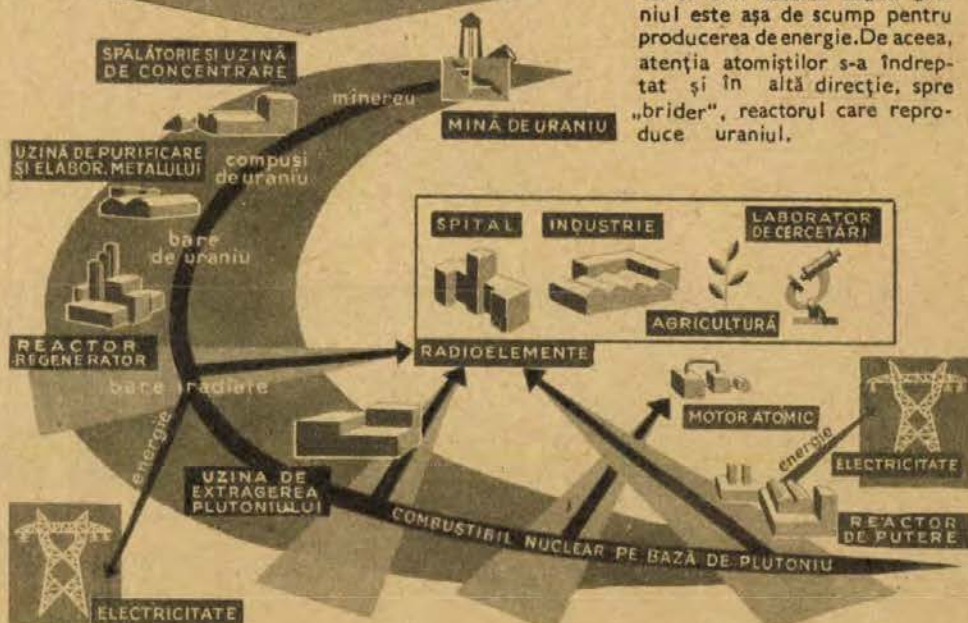 niul este așa de scump pentru
producerea de energie. De aceea,
atenția atomiștilor s-a îndrep-
tat și în altă direcție, spre
„brider“, reactorul care repro-
duce uraniul.
SPĂLĂTORIE ȘI UZINĂ
DE CONCENTRARE
minereu
MINĂ DE URANIU
UZINĂ DE PURIFICARE
ȘI ELABOR. METALULUI
compuși
de uraniu
bare
de uraniu
REACTOR
REGENERATOR
SPITAL
INDUSTRIE
LABORATOR
DE CERCETĂRI
AGRICULTURĂ
RADIOELEMENTE
bare iradiare
energie
MOTOR ATOMIC
energie
ELECTRICITATE
UZINA DE
EXTRAGEREA
PLUTONIULUI
REACTOR
DE PUTERE
COMBUSTIBIL NUCLEAR PE BAZĂ DE PLUTONIU
ELECTRICITATE